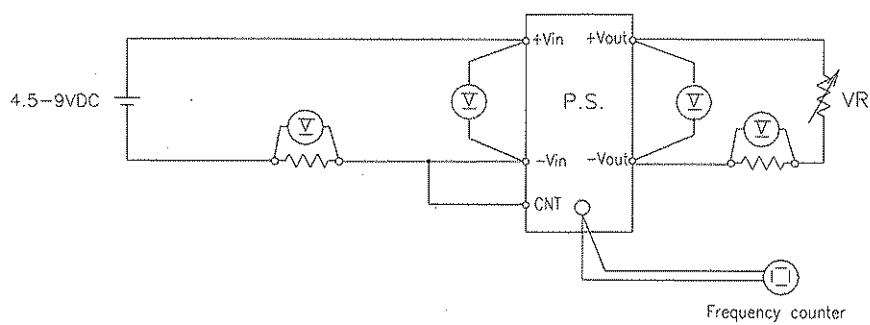 +Vin
+Vout
4.5-9VDC
V
V
V
P.S.
V
VR
-Vin
-Vout
CNT
Frequency counter